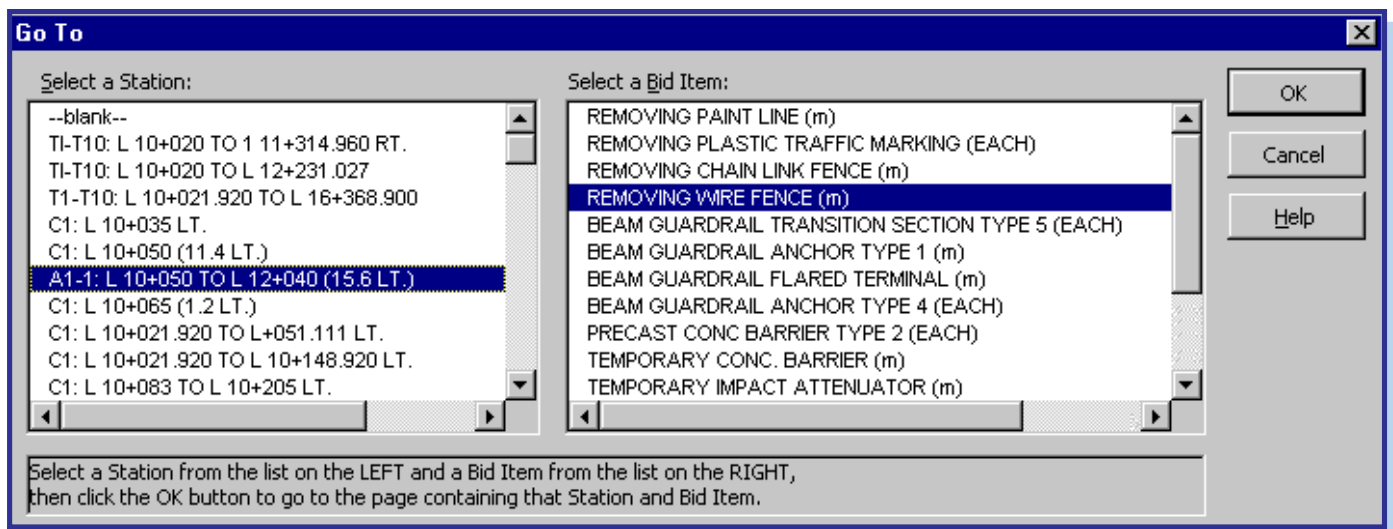 Go To
Select a Station:
--blank--
TI-T10: L 10+020 TO 1 11+314.960 RT.
TI-T10: L 10+020 TO L 12+231.027
T1-T10: L 10+021.920 TO L 16+368.900
C1: L 10+035 LT.
C1: L 10+050 (11.4 LT.)
A1-1: L 10+050 TO L 12+040 (15.6 LT.)
C1: L 10+065 (1.2 LT.)
C1: L 10+021.920 TO L+051.111 LT.
C1: L 10+021.920 TO L 10+148.920 LT.
C1: L 10+083 TO L 10+205 LT.
Select a Bid Item:
REMOVING PAINT LINE (m)
REMOVING PLASTIC TRAFFIC MARKING (EACH)
REMOVING CHAIN LINK FENCE (m)
REMOVING WIRE FENCE (m)
BEAM GUARDRAIL TRANSITION SECTION TYPE 5 (EACH)
BEAM GUARDRAIL ANCHOR TYPE 1 (m)
BEAM GUARDRAIL FLARED TERMINAL (m)
BEAM GUARDRAIL ANCHOR TYPE 4 (EACH)
PRECAST CONC BARRIER TYPE 2 (EACH)
TEMPORARY CONC. BARRIER (m)
TEMPORARY IMPACT ATTENUATOR (m)
OK
Cancel
Help
Select a Station from the list on the LEFT and a Bid Item from the list on the RIGHT,
then click the OK button to go to the page containing that Station and Bid Item.